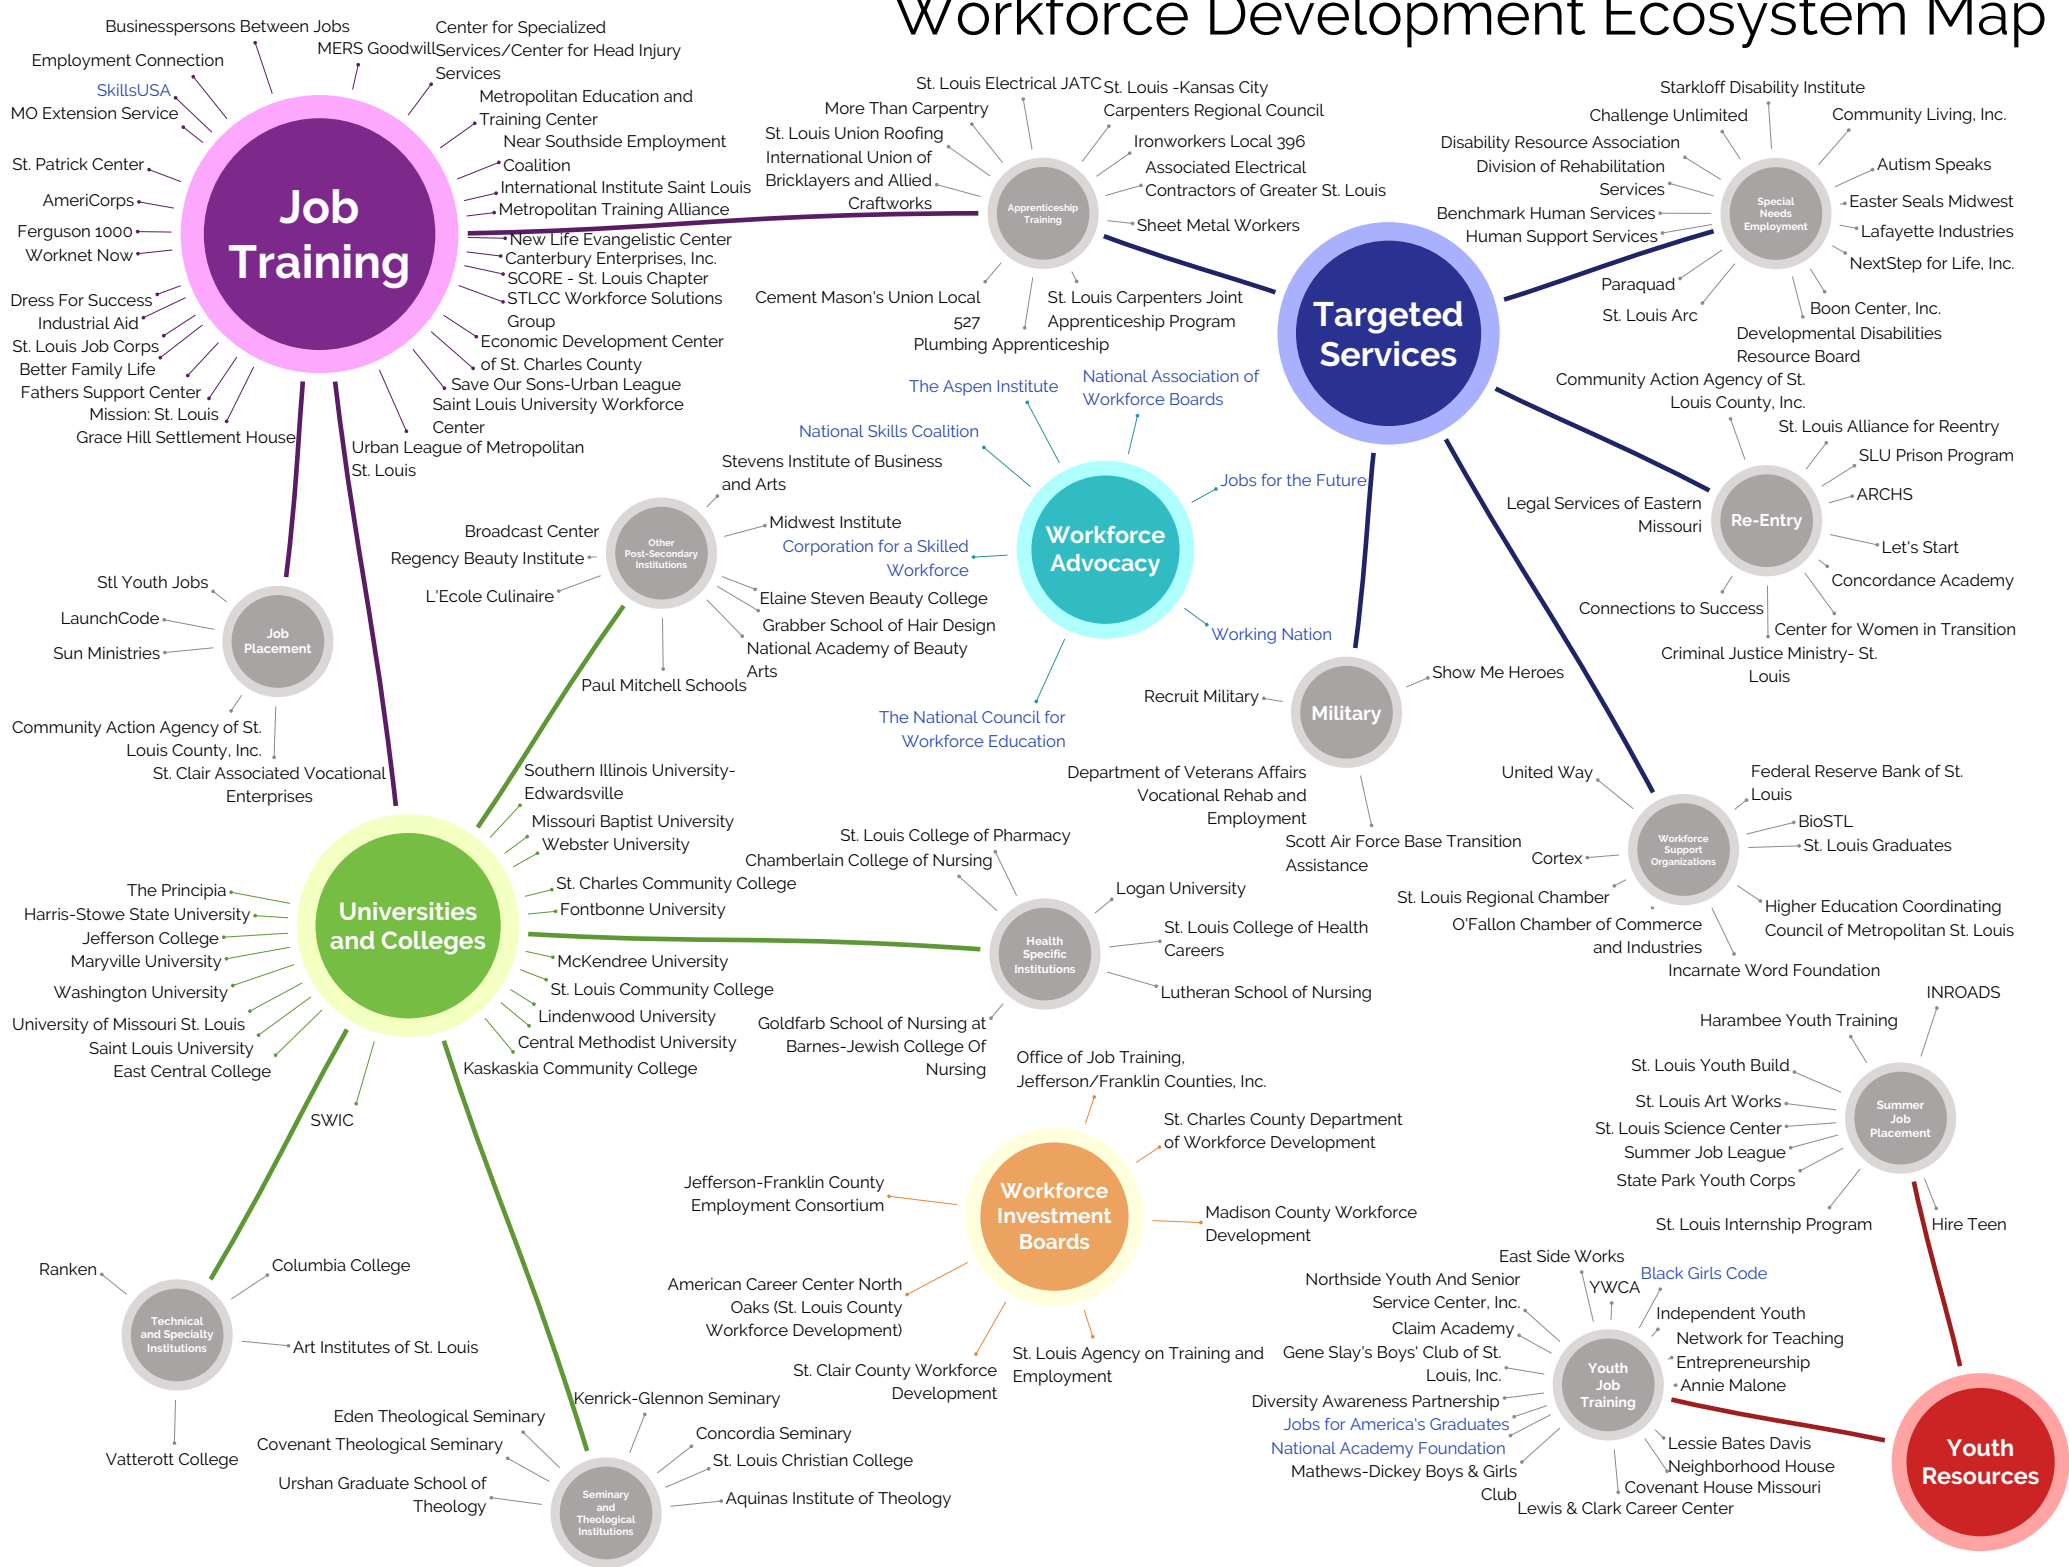 Workforce Development Ecosystem Map
Businesspersons Between Jobs
MERS Goodwill
Center for Specialized
Services/Center for Head Injury
Services
Employment Connection
SkillsUSA
MO Extension Service
St. Patrick Center
AmeriCorps
Ferguson 1000
Worknet Now
Dress For Success
Industrial Aid
St. Louis Job Corps
Better Family Life
Fathers Support Center
Mission: St. Louis
Grace Hill Settlement House
Job
Training
Metropolitan Education and
Training Center
Near Southside Employment
Coalition
International Institute Saint Louis
Metropolitan Training Alliance
New Life Evangelistic Center
Canterbury Enterprises, Inc.
SCORE - St. Louis Chapter
STLCC Workforce Solutions
Group
Economic Development Center
of St. Charles County
Save Our Sons-Urban League
Saint Louis University Workforce
Center
Urban League of Metropolitan
St. Louis
St. Louis Electrical JATC
St. Louis -Kansas City
Carpenters Regional Council
More Than Carpentry
St. Louis Union Roofing
International Union of
Bricklayers and Allied
Craftworks
Ironworkers Local 396
Associated Electrical
Contractors of Greater St. Louis
Sheet Metal Workers
Apprenticeship
Training
Cement Mason's Union Local
527
St. Louis Carpenters Joint
Apprenticeship Program
Plumbing Apprenticeship
Targeted
Services
Starkloff Disability Institute
Challenge Unlimited
Community Living, Inc.
Disability Resource Association
Division of Rehabilitation
Services
Autism Speaks
Benchmark Human Services
Human Support Services
Easter Seals Midwest
Lafayette Industries
NextStep for Life, Inc.
Special
Needs
Employment
Paraquad
St. Louis Arc
Boon Center, Inc.
Developmental Disabilities
Resource Board
Community Action Agency of St.
Louis County, Inc.
St. Louis Alliance for Reentry
SLU Prison Program
ARCHS
Legal Services of Eastern
Missouri
Re-Entry
Let's Start
Concordance Academy
Connections to Success
Center for Women in Transition
Criminal Justice Ministry- St.
Louis
The Aspen Institute
National Association of
Workforce Boards
National Skills Coalition
Jobs for the Future
Workforce
Advocacy
Corporation for a Skilled
Workforce
Working Nation
The National Council for
Workforce Education
Stevens Institute of Business
and Arts
Broadcast Center
Midwest Institute
Regency Beauty Institute
L'Ecole Culinaire
Other
Post-Secondary
Institutions
Elaine Steven Beauty College
Grabber School of Hair Design
National Academy of Beauty
Arts
Paul Mitchell Schools
Stl Youth Jobs
LaunchCode
Sun Ministries
Job
Placement
Community Action Agency of St.
Louis County, Inc.
St. Clair Associated Vocational
Enterprises
Recruit Military
Show Me Heroes
Military
Department of Veterans Affairs
Vocational Rehab and
Employment
Scott Air Force Base Transition
Assistance
United Way
Federal Reserve Bank of St.
Louis
BioSTL
St. Louis Graduates
Cortex
Workforce
Support
Organizations
St. Louis Regional Chamber
O'Fallon Chamber of Commerce
and Industries
Higher Education Coordinating
Council of Metropolitan St. Louis
Incarnate Word Foundation
Southern Illinois University-
Edwardsville
Missouri Baptist University
Webster University
St. Charles Community College
Fontbonne University
The Principia
Harris-Stowe State University
Jefferson College
Maryville University
Washington University
University of Missouri St. Louis
Saint Louis University
East Central College
SWIC
Universities
and Colleges
McKendree University
St. Louis Community College
Lindenwood University
Central Methodist University
Kaskaskia Community College
St. Louis College of Pharmacy
Chamberlain College of Nursing
Logan University
St. Louis College of Health
Careers
Lutheran School of Nursing
Health
Specific
Institutions
Goldfarb School of Nursing at
Barnes-Jewish College Of
Nursing
Office of Job Training,
Jefferson/Franklin Counties, Inc.
St. Charles County Department
of Workforce Development
Jefferson-Franklin County
Employment Consortium
Workforce
Investment
Boards
Madison County Workforce
Development
American Career Center North
Oaks (St. Louis County
Workforce Development)
St. Clair County Workforce
Development
St. Louis Agency on Training and
Employment
INROADS
Harambee Youth Training
St. Louis Youth Build
St. Louis Art Works
St. Louis Science Center
Summer Job League
State Park Youth Corps
Summer
Job
Placement
St. Louis Internship Program
Hire Teen
Ranken
Columbia College
Technical
and Specialty
Institutions
Art Institutes of St. Louis
Vatterott College
Kenrick-Glennon Seminary
Eden Theological Seminary
Covenant Theological Seminary
Concordia Seminary
St. Louis Christian College
Urshan Graduate School of
Theology
Aquinas Institute of Theology
Seminary
and
Theological
Institutions
East Side Works
Black Girls Code
Northside Youth And Senior
Service Center, Inc.
YWCA
Independent Youth
Claim Academy
Network for Teaching
Entrepreneurship
Gene Slay's Boys' Club of St.
Louis, Inc.
Annie Malone
Diversity Awareness Partnership
Jobs for America's Graduates
National Academy Foundation
Mathews-Dickey Boys & Girls
Club
Youth
Job
Training
Lessie Bates Davis
Neighborhood House
Covenant House Missouri
Lewis & Clark Career Center
Youth
Resources